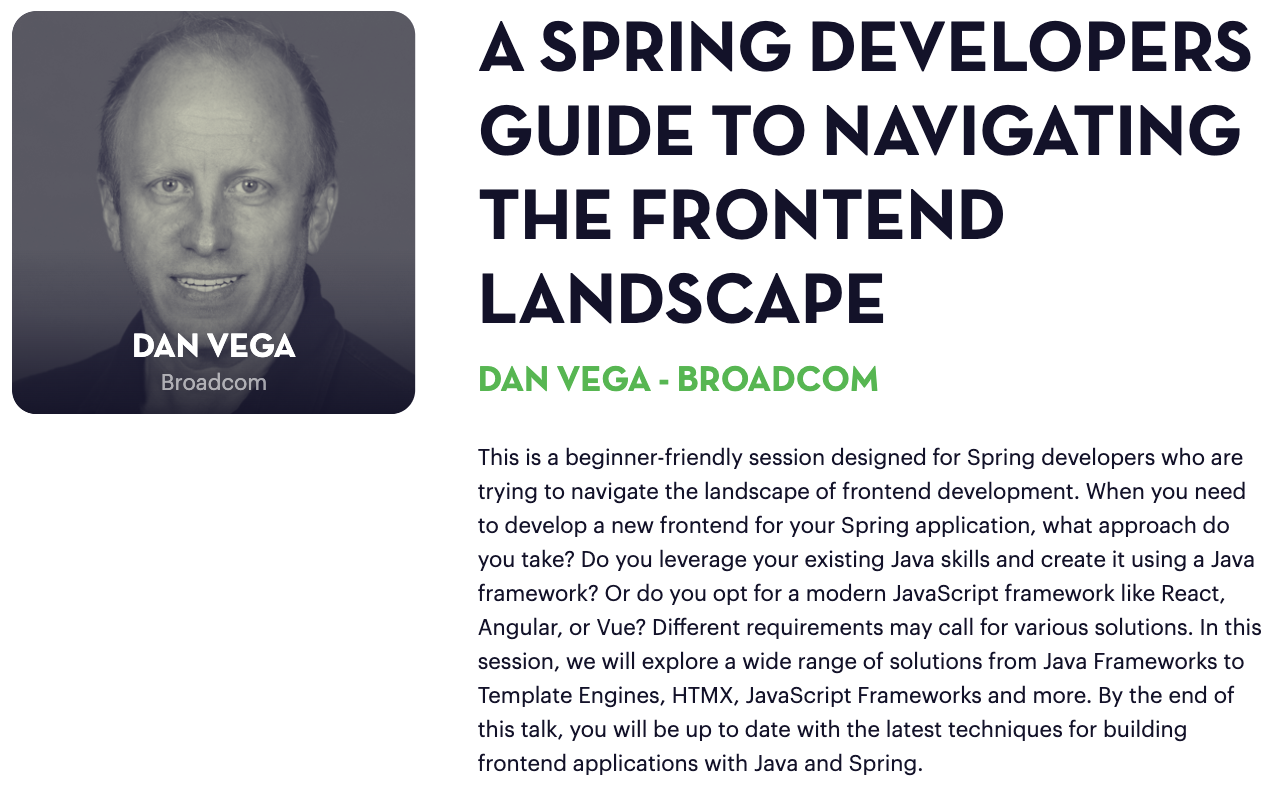 A SPRING DEVELOPERS
GUIDE TO NAVIGATING
THE FRONTEND
LANDSCAPE
DAN VEGA
Broadcom
DAN VEGA - BROADCOM
This is a beginner-friendly session designed for Spring developers who are
trying to navigate the landscape of frontend development. When you need
to develop a new frontend for your Spring application, what approach do
you take? Do you leverage your existing Java skills and create it using a Java
framework? Or do you opt for a modern JavaScript framework like React,
Angular, or Vue? Different requirements may call for various solutions. In this
session, we will explore a wide range of solutions from Java Frameworks to
Template Engines, HTMX, JavaScript Frameworks and more. By the end of
this talk, you will be up to date with the latest techniques for building
frontend applications with Java and Spring.